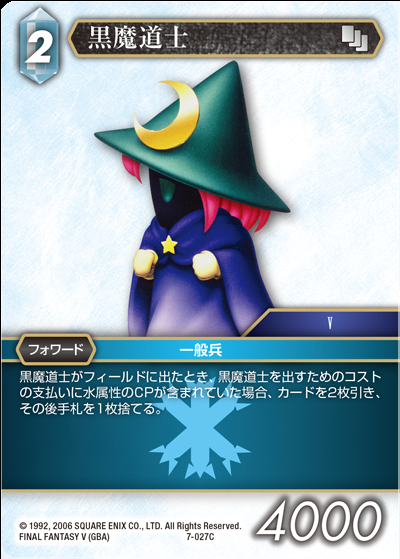 2
黒魔道士
V
フォワード
一般兵
黒魔道士がフィールドに出たとき、黒魔道士を出すためのコスト
の支払いに水属性のCPが含まれていた場合、カードを2枚引き、
その後手札を1枚捨てる。
© 1992, 2006 SQUARE ENIX CO., LTD. All Rights Reserved.
FINAL FANTASY V (GBA)
7-027C
4000